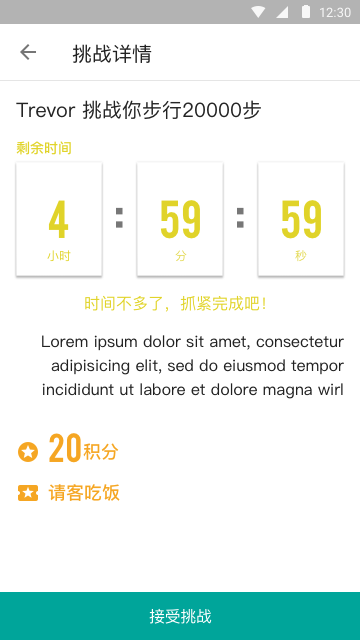 12:30
挑战详情
Trevor 挑战你步行20000步
剩余时间
4 : 59 : 59
小时 分 秒
时间不多了，抓紧完成吧！
Lorem ipsum dolor sit amet, consectetur
adipisicing elit, sed do eiusmod tempor
incididunt ut labore et dolore magna wirl
20积分
请客吃饭
接受挑战